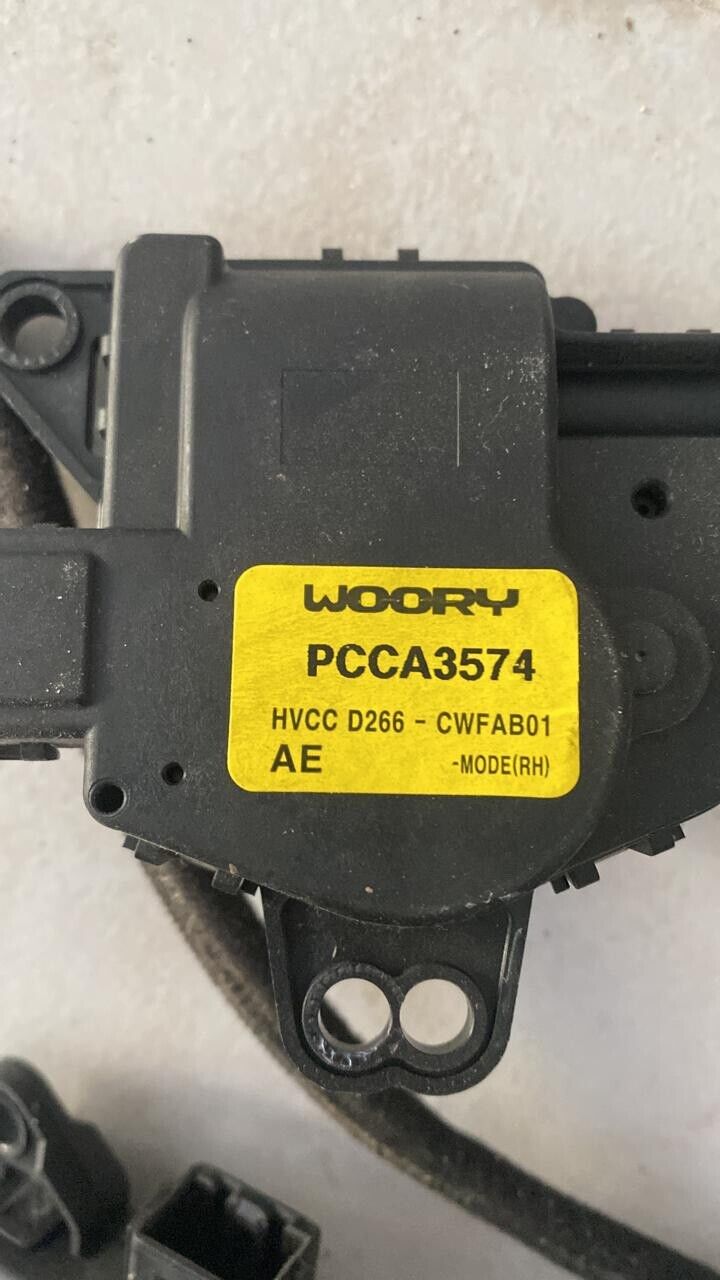 WOORY
PCCA3574
HVCC D266 - CWFAB01
AE -MODE(RH)